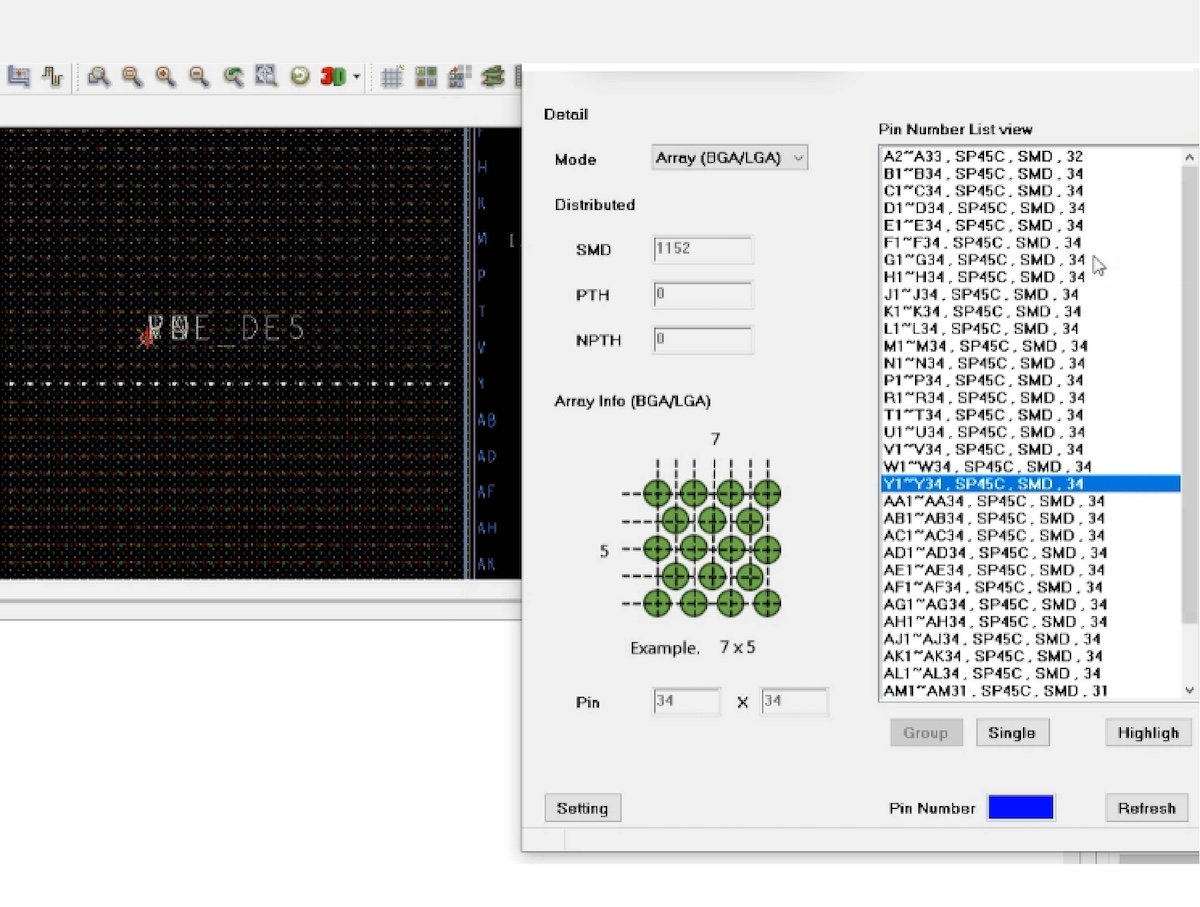 3D
Detail
Mode
Array (BGA/LGA)
Distributed
SMD
1152
PTH
0
NPTH
0
Array Info (BGA/LGA)
7
5
Example. 7 x 5
Pin
34
X
34
Setting
Pin Number List view
A2~A33 , SP45C , SMD , 32
B1~B34 , SP45C , SMD , 34
C1~C34 , SP45C , SMD , 34
D1~D34 , SP45C , SMD , 34
E1~E34 , SP45C , SMD , 34
F1~F34 , SP45C , SMD , 34
G1~G34 , SP45C , SMD , 34
H1~H34 , SP45C , SMD , 34
J1~J34 , SP45C , SMD , 34
K1~K34 , SP45C , SMD , 34
L1~L34 , SP45C , SMD , 34
M1~M34 , SP45C , SMD , 34
N1~N34 , SP45C , SMD , 34
P1~P34 , SP45C , SMD , 34
R1~R34 , SP45C , SMD , 34
T1~T34 , SP45C , SMD , 34
U1~U34 , SP45C , SMD , 34
V1~V34 , SP45C , SMD , 34
W1~W34 , SP45C , SMD , 34
Y1~Y34 , SP45C , SMD , 34
AA1~AA34 , SP45C , SMD , 34
AB1~AB34 , SP45C , SMD , 34
AC1~AC34 , SP45C , SMD , 34
AD1~AD34 , SP45C , SMD , 34
AE1~AE34 , SP45C , SMD , 34
AF1~AF34 , SP45C , SMD , 34
AG1~AG34 , SP45C , SMD , 34
AH1~AH34 , SP45C , SMD , 34
AJ1~AJ34 , SP45C , SMD , 34
AK1~AK34 , SP45C , SMD , 34
AL1~AL34 , SP45C , SMD , 34
AM1~AM31 , SP45C , SMD , 31
Group
Single
Highligh
Pin Number
Refresh
F
H
K
M
P
T
V
Y
AB
AD
AF
AH
AK